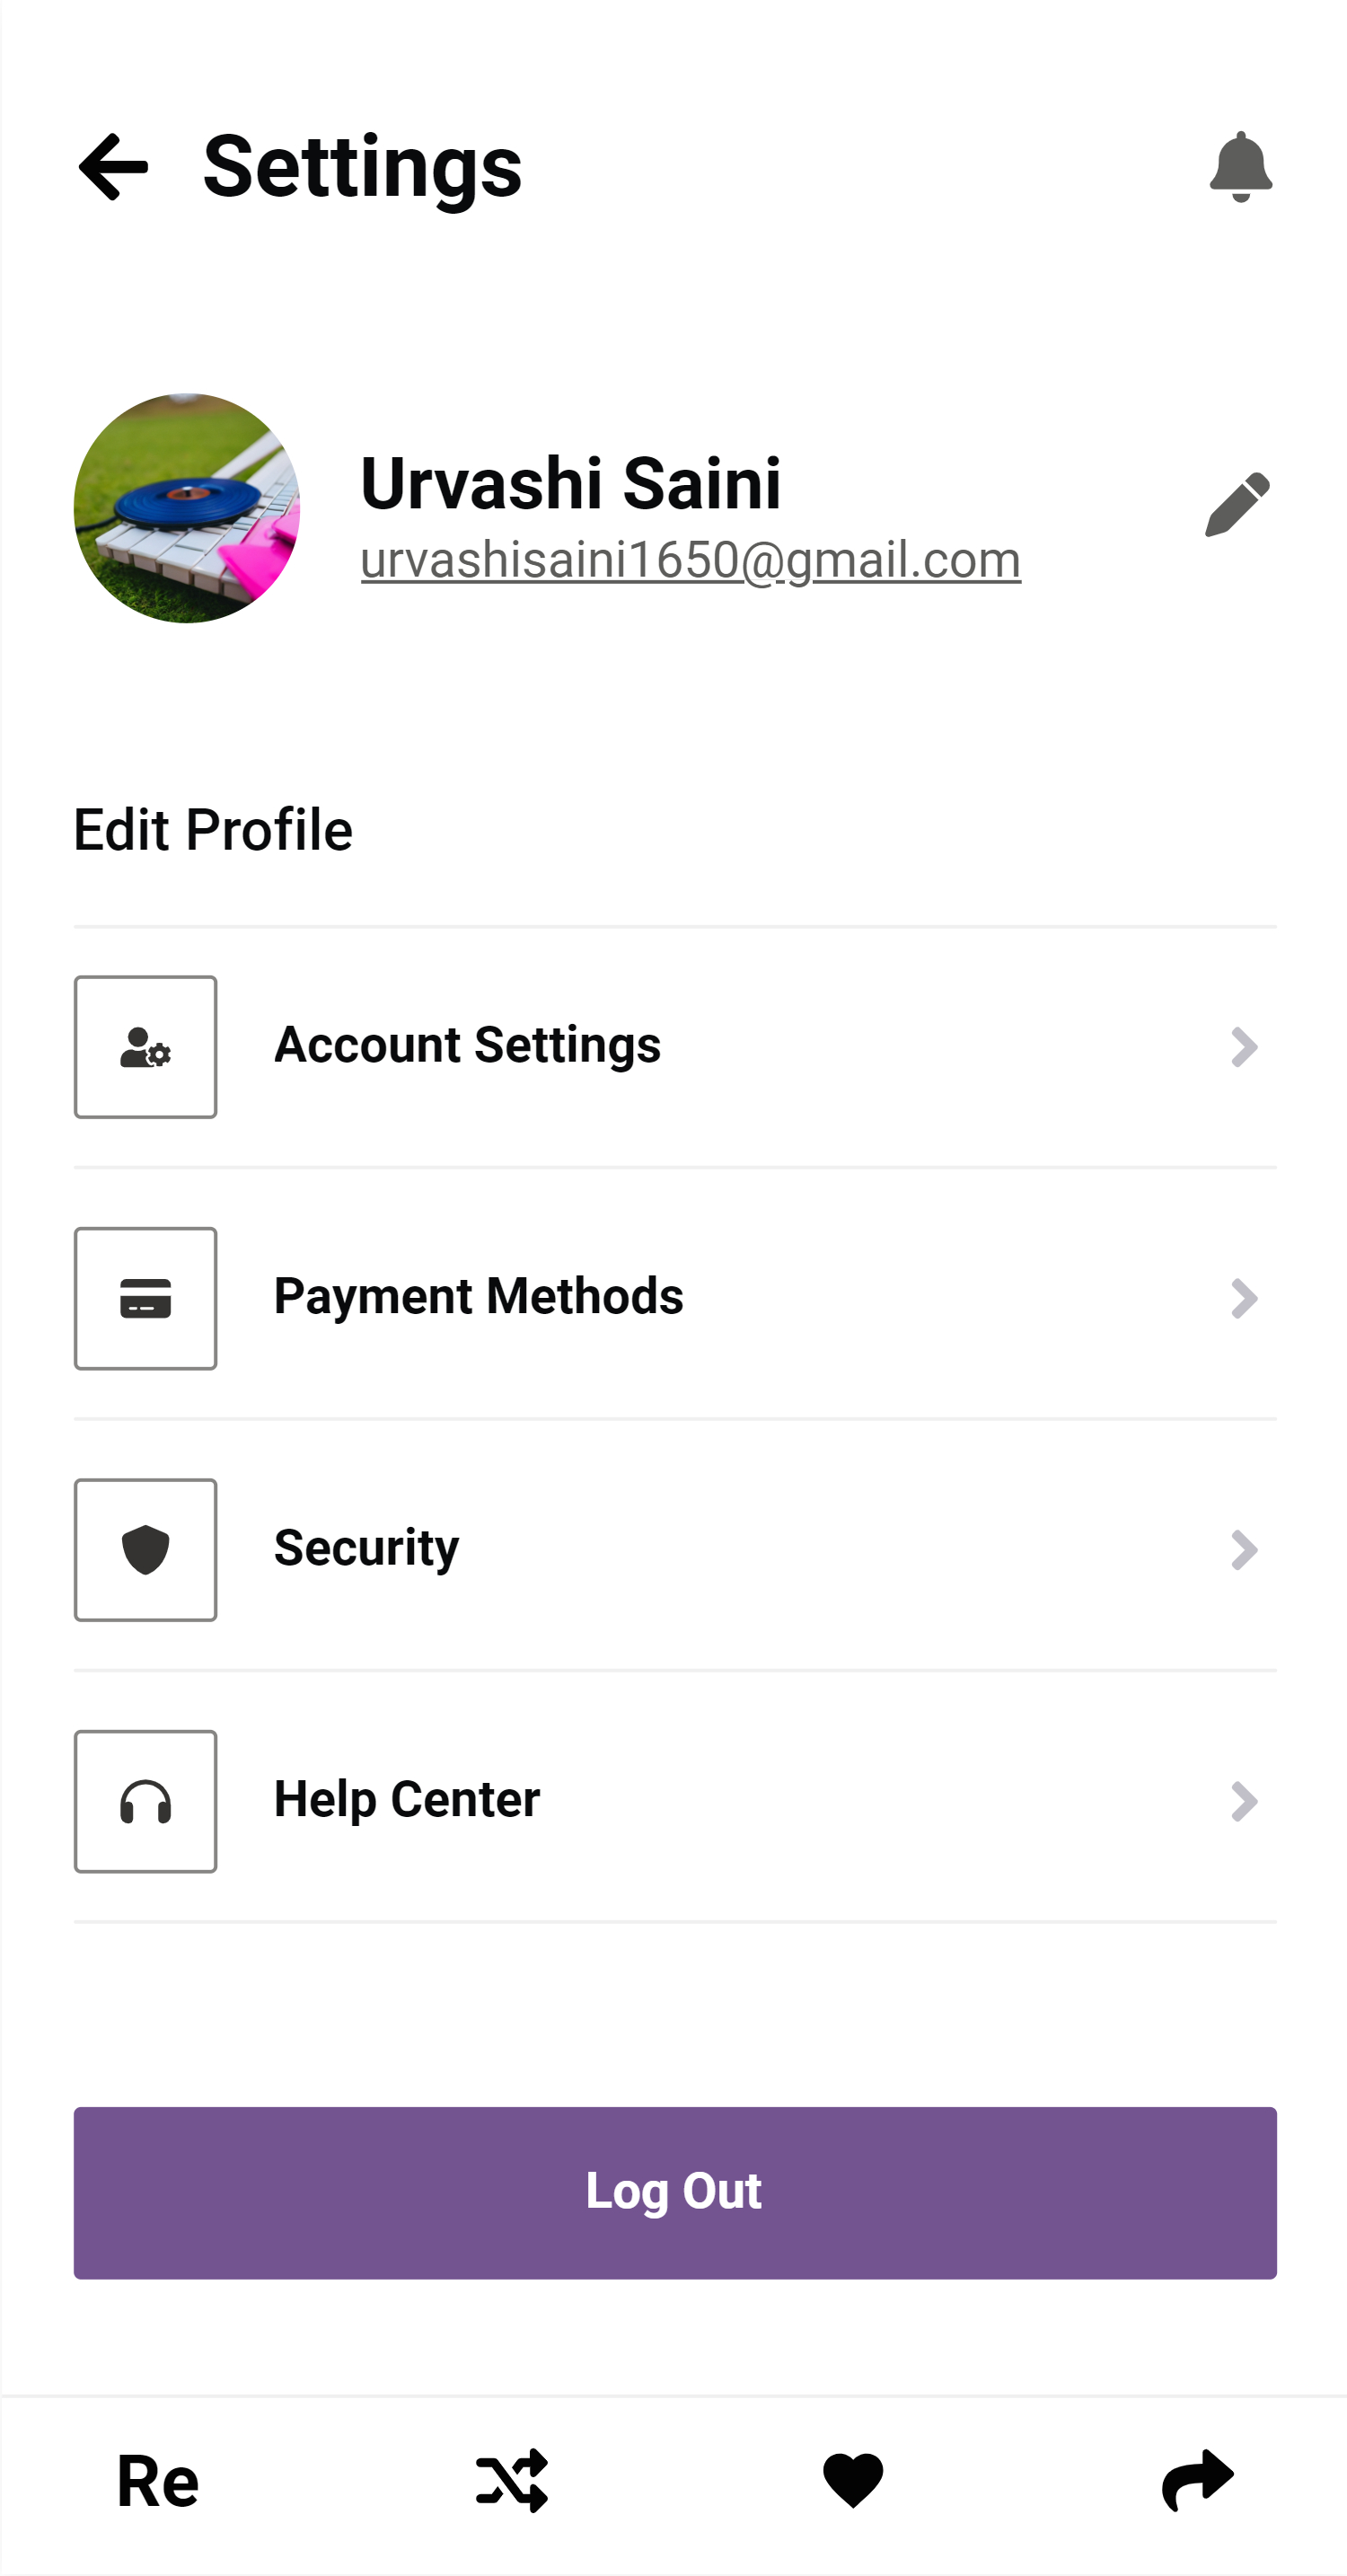 Settings
Urvashi Saini
urvashisaini1650@gmail.com
Edit Profile
Account Settings
Payment Methods
Security
Help Center
Log Out
Re